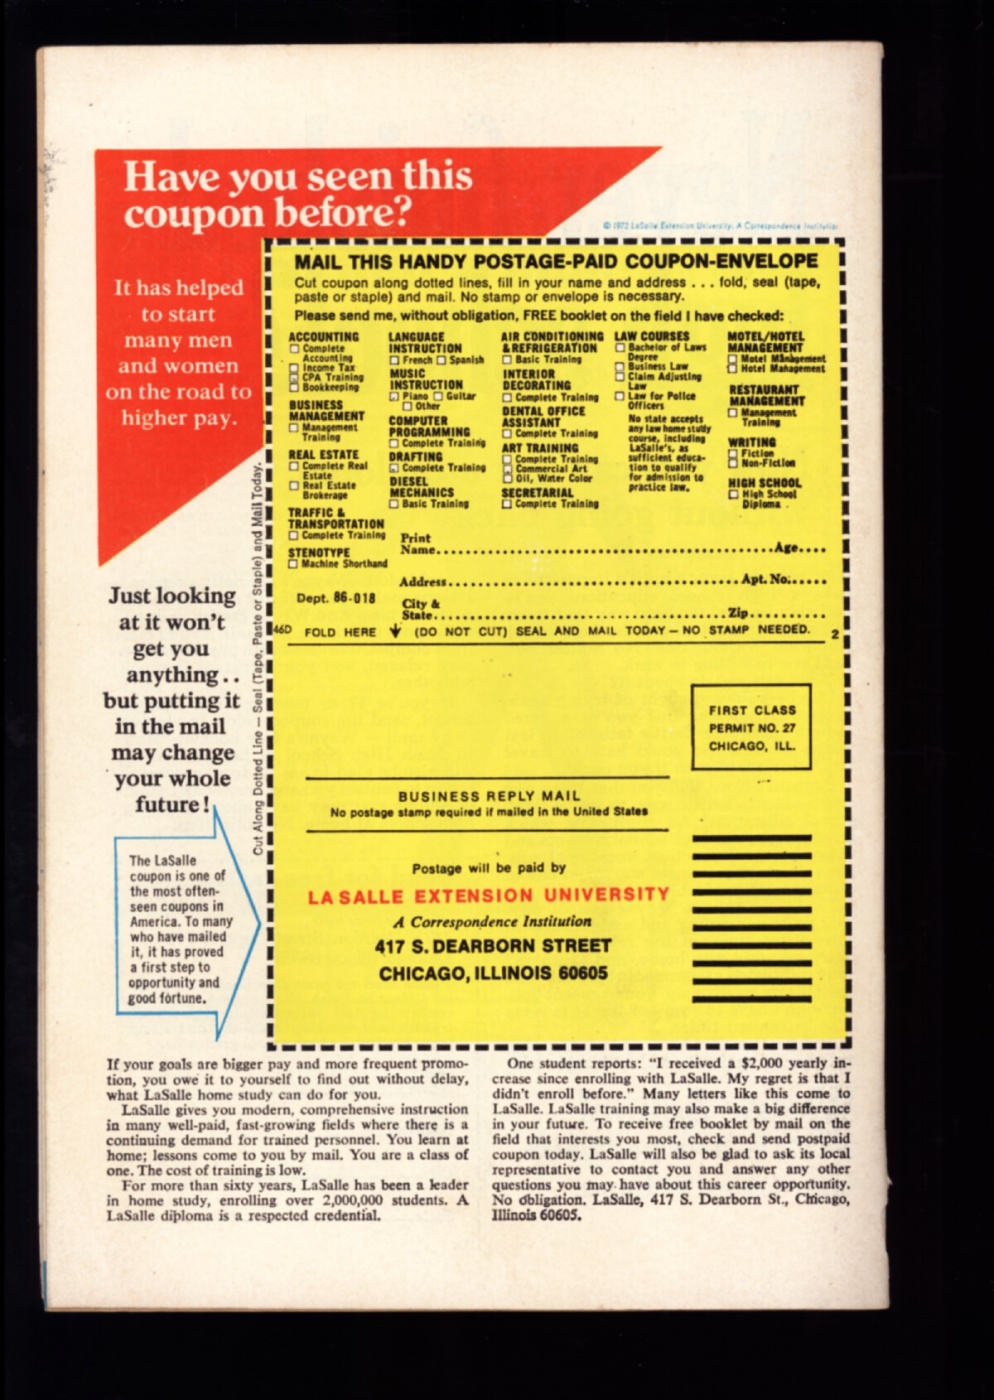 Have you seen this
coupon before?
© 1972 LaSalle Extension University. A Correspondence Institution
It has helped
to start
many men
and women
on the road to
higher pay.
Just looking
at it won't
get you
anything . .
but putting it
in the mail
may change
your whole
future!
The LaSalle
coupon is one of
the most often-
seen coupons in
America. To many
who have mailed
it, it has proved
a first step to
opportunity and
good fortune.
Cut Along Dotted Line — Seal (Tape, Paste or Staple) and Mail Today.
MAIL THIS HANDY POSTAGE-PAID COUPON-ENVELOPE
Cut coupon along dotted lines, fill in your name and address . . . fold, seal (tape,
paste or staple) and mail. No stamp or envelope is necessary.
Please send me, without obligation, FREE booklet on the field I have checked:
ACCOUNTING
☐ Complete
Accounting
☐ Income Tax
☐ CPA Training
☐ Bookkeeping
BUSINESS
MANAGEMENT
☐ Management
Training
REAL ESTATE
☐ Complete Real
Estate
☐ Real Estate
Brokerage
TRAFFIC &
TRANSPORTATION
☐ Complete Training
STENOTYPE
☐ Machine Shorthand
LANGUAGE
INSTRUCTION
☐ French ☐ Spanish
MUSIC
INSTRUCTION
☐ Piano ☐ Guitar
☐ Other
COMPUTER
PROGRAMMING
☐ Complete Training
DRAFTING
☐ Complete Training
DIESEL
MECHANICS
☐ Basic Training
AIR CONDITIONING
& REFRIGERATION
☐ Basic Training
INTERIOR
DECORATING
☐ Complete Training
DENTAL OFFICE
ASSISTANT
☐ Complete Training
ART TRAINING
☐ Complete Training
☐ Commercial Art
☐ Oil, Water Color
SECRETARIAL
☐ Complete Training
LAW COURSES
☐ Bachelor of Laws
Degree
☐ Business Law
☐ Claim Adjusting
Law
☐ Law for Police
Officers
No state accepts
any law home study
course, including
LaSalle's, as
sufficient educa-
tion to qualify
for admission to
practice law.
MOTEL/HOTEL
MANAGEMENT
☐ Motel Management
☐ Hotel Management
RESTAURANT
MANAGEMENT
☐ Management
Training
WRITING
☐ Fiction
☐ Non-Fiction
HIGH SCHOOL
☐ High School
Diploma
Print
Name.....Age....
Address.....Apt. No......
Dept. 86-018
City &
State.....Zip.........
46D FOLD HERE ↓ (DO NOT CUT) SEAL AND MAIL TODAY — NO STAMP NEEDED. 2
FIRST CLASS
PERMIT NO. 27
CHICAGO, ILL.
BUSINESS REPLY MAIL
No postage stamp required if mailed in the United States
Postage will be paid by
LA SALLE EXTENSION UNIVERSITY
A Correspondence Institution
417 S. DEARBORN STREET
CHICAGO, ILLINOIS 60605
If your goals are bigger pay and more frequent promo-
tion, you owe it to yourself to find out without delay,
what LaSalle home study can do for you.
LaSalle gives you modern, comprehensive instruction
in many well-paid, fast-growing fields where there is a
continuing demand for trained personnel. You learn at
home; lessons come to you by mail. You are a class of
one. The cost of training is low.
For more than sixty years, LaSalle has been a leader
in home study, enrolling over 2,000,000 students. A
LaSalle diploma is a respected credential.
One student reports: "I received a $2,000 yearly in-
crease since enrolling with LaSalle. My regret is that I
didn't enroll before." Many letters like this come to
LaSalle. LaSalle training may also make a big difference
in your future. To receive free booklet by mail on the
field that interests you most, check and send postpaid
coupon today. LaSalle will also be glad to ask its local
representative to contact you and answer any other
questions you may have about this career opportunity.
No obligation. LaSalle, 417 S. Dearborn St., Chicago,
Illinois 60605.